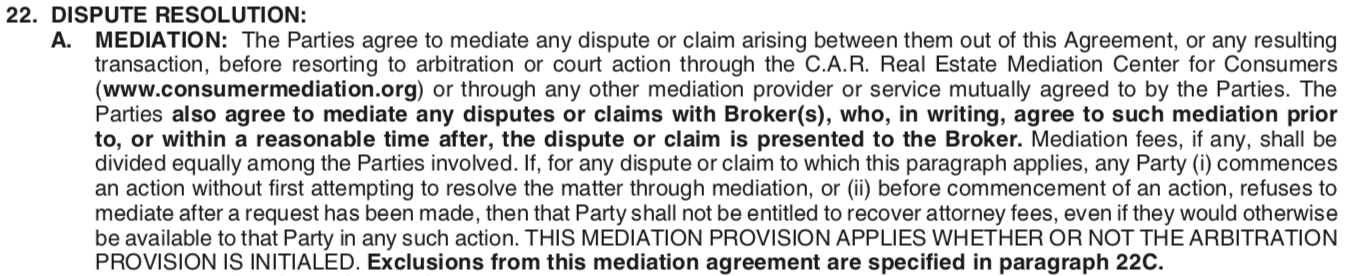 22. DISPUTE RESOLUTION:
A. MEDIATION: The Parties agree to mediate any dispute or claim arising between them out of this Agreement, or any resulting
transaction, before resorting to arbitration or court action through the C.A.R. Real Estate Mediation Center for Consumers
(www.consumermediation.org) or through any other mediation provider or service mutually agreed to by the Parties. The
Parties also agree to mediate any disputes or claims with Broker(s), who, in writing, agree to such mediation prior
to, or within a reasonable time after, the dispute or claim is presented to the Broker. Mediation fees, if any, shall be
divided equally among the Parties involved. If, for any dispute or claim to which this paragraph applies, any Party (i) commences
an action without first attempting to resolve the matter through mediation, or (ii) before commencement of an action, refuses to
mediate after a request has been made, then that Party shall not be entitled to recover attorney fees, even if they would otherwise
be available to that Party in any such action. THIS MEDIATION PROVISION APPLIES WHETHER OR NOT THE ARBITRATION
PROVISION IS INITIALED. Exclusions from this mediation agreement are specified in paragraph 22C.